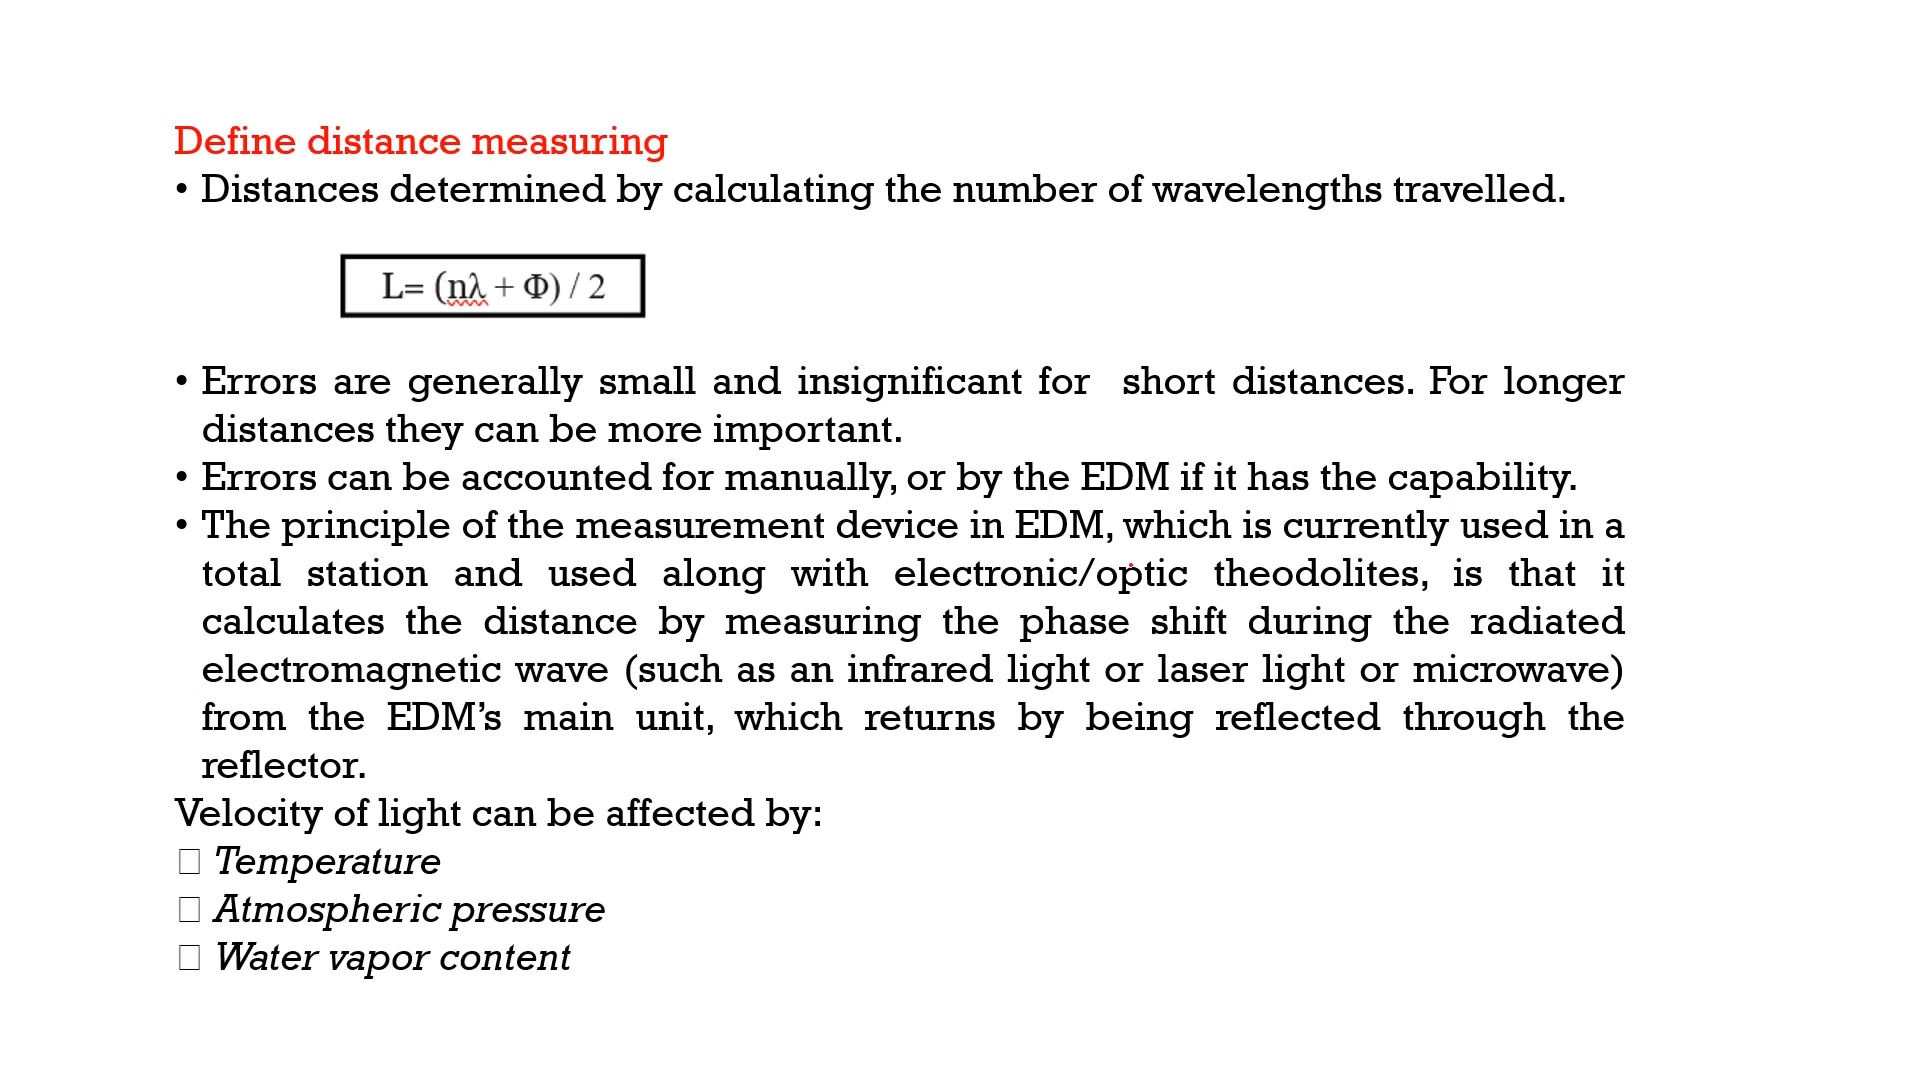 Define distance measuring
• Distances determined by calculating the number of wavelengths travelled.
L= (nλ + Φ) / 2
• Errors are generally small and insignificant for short distances. For longer
distances they can be more important.
• Errors can be accounted for manually, or by the EDM if it has the capability.
• The principle of the measurement device in EDM, which is currently used in a
total station and used along with electronic/optic theodolites, is that it
calculates the distance by measuring the phase shift during the radiated
electromagnetic wave (such as an infrared light or laser light or microwave)
from the EDM’s main unit, which returns by being reflected through the
reflector.
Velocity of light can be affected by:
□ Temperature
□ Atmospheric pressure
□ Water vapor content